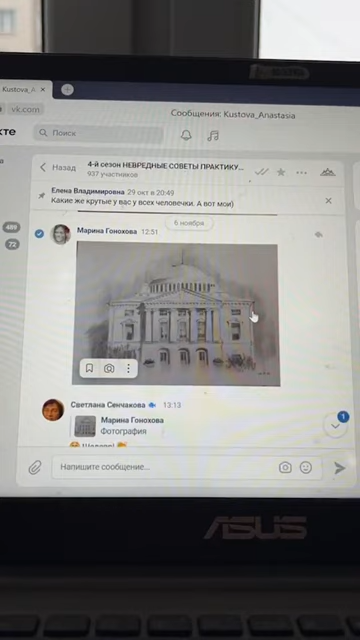 Kustova_A
vk.com
Сообщения: Kustova_Anastasia
кте
Поиск
Назад
4-й сезон НЕВРЕДНЫЕ СОВЕТЫ ПРАКТИКУ...
937 участников
Елена Владимировна 29 окт в 20:49
Какие же крутые у вас у всех человечки. А вот мои)
6 ноября
489
72
Марина Гонохова 12:51
Светлана Сенчакова 13:13
Марина Гонохова
Фотография
1
Напишите сообщение...
ASUS